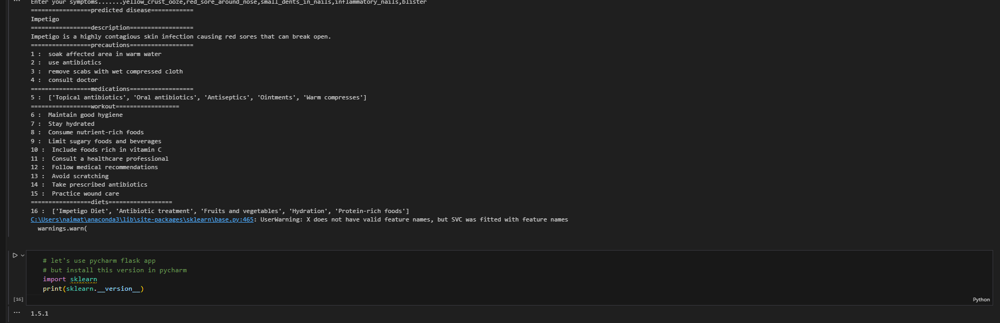 Enter your symptoms.......yellow_crust_ooze,red_sore_around_nose,small_dents_in_nails,inflammatory_nails,blister
=================predicted disease============
Impetigo
=================description==================
Impetigo is a highly contagious skin infection causing red sores that can break open.
=================precautions==================
1 :  soak affected area in warm water
2 :  use antibiotics
3 :  remove scabs with wet compressed cloth
4 :  consult doctor
=================medications==================
5 :  ['Topical antibiotics', 'Oral antibiotics', 'Antiseptics', 'Ointments', 'Warm compresses']
=================workout==================
6 :  Maintain good hygiene
7 :  Stay hydrated
8 :  Consume nutrient-rich foods
9 :  Limit sugary foods and beverages
10 :  Include foods rich in vitamin C
11 :  Consult a healthcare professional
12 :  Follow medical recommendations
13 :  Avoid scratching
14 :  Take prescribed antibiotics
15 :  Practice wound care
=================diets==================
16 :  ['Impetigo Diet', 'Antibiotic treatment', 'Fruits and vegetables', 'Hydration', 'Protein-rich foods']
C:\Users\naimat\anaconda3\lib\site-packages\sklearn\base.py:465: UserWarning: X does not have valid feature names, but SVC was fitted with feature names
  warnings.warn(
# let's use pycharm flask app
# but install this version in pycharm
import sklearn
print(sklearn.__version__)
[16]
Python
1.5.1